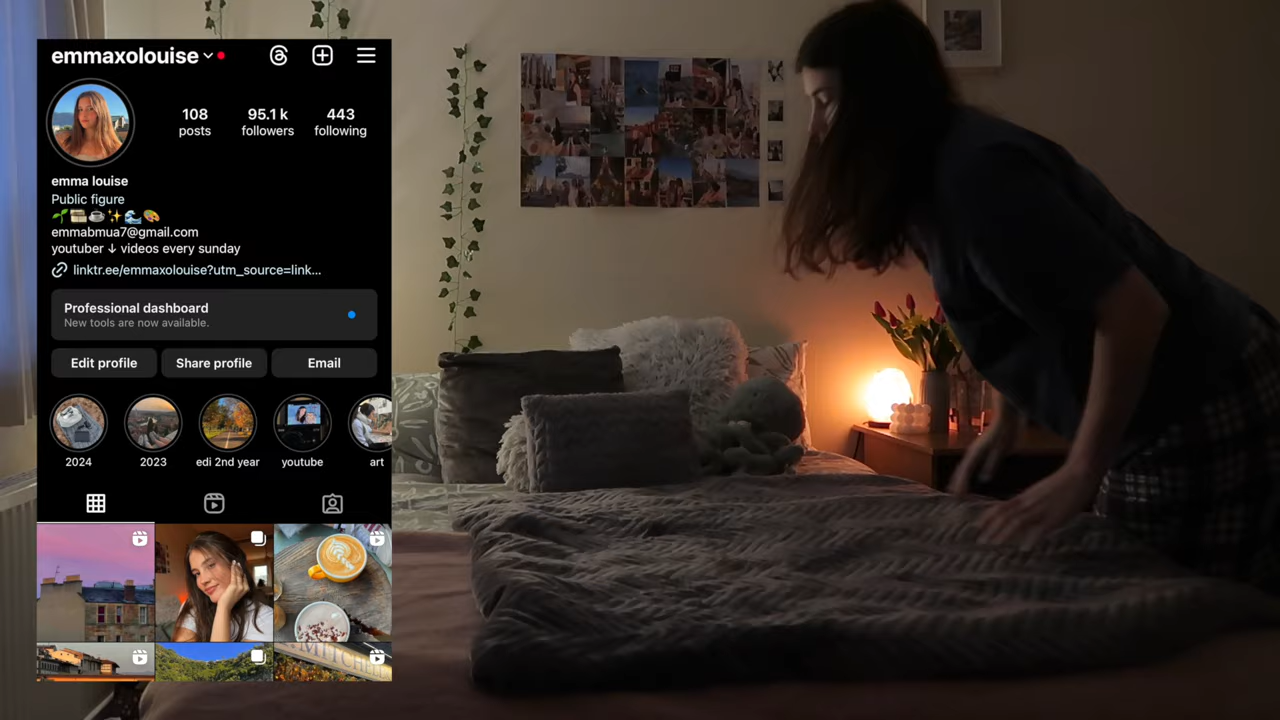 emmaxolouise
108 95.1 k 443
posts followers following
emma louise
Public figure
🌱📻☕✨🌊🎨
emmabmua7@gmail.com
youtuber ↓ videos every sunday
linktr.ee/emmaxolouise?utm_source=link...
Professional dashboard
New tools are now available.
Edit profile Share profile Email
2024 2023 edi 2nd year youtube art